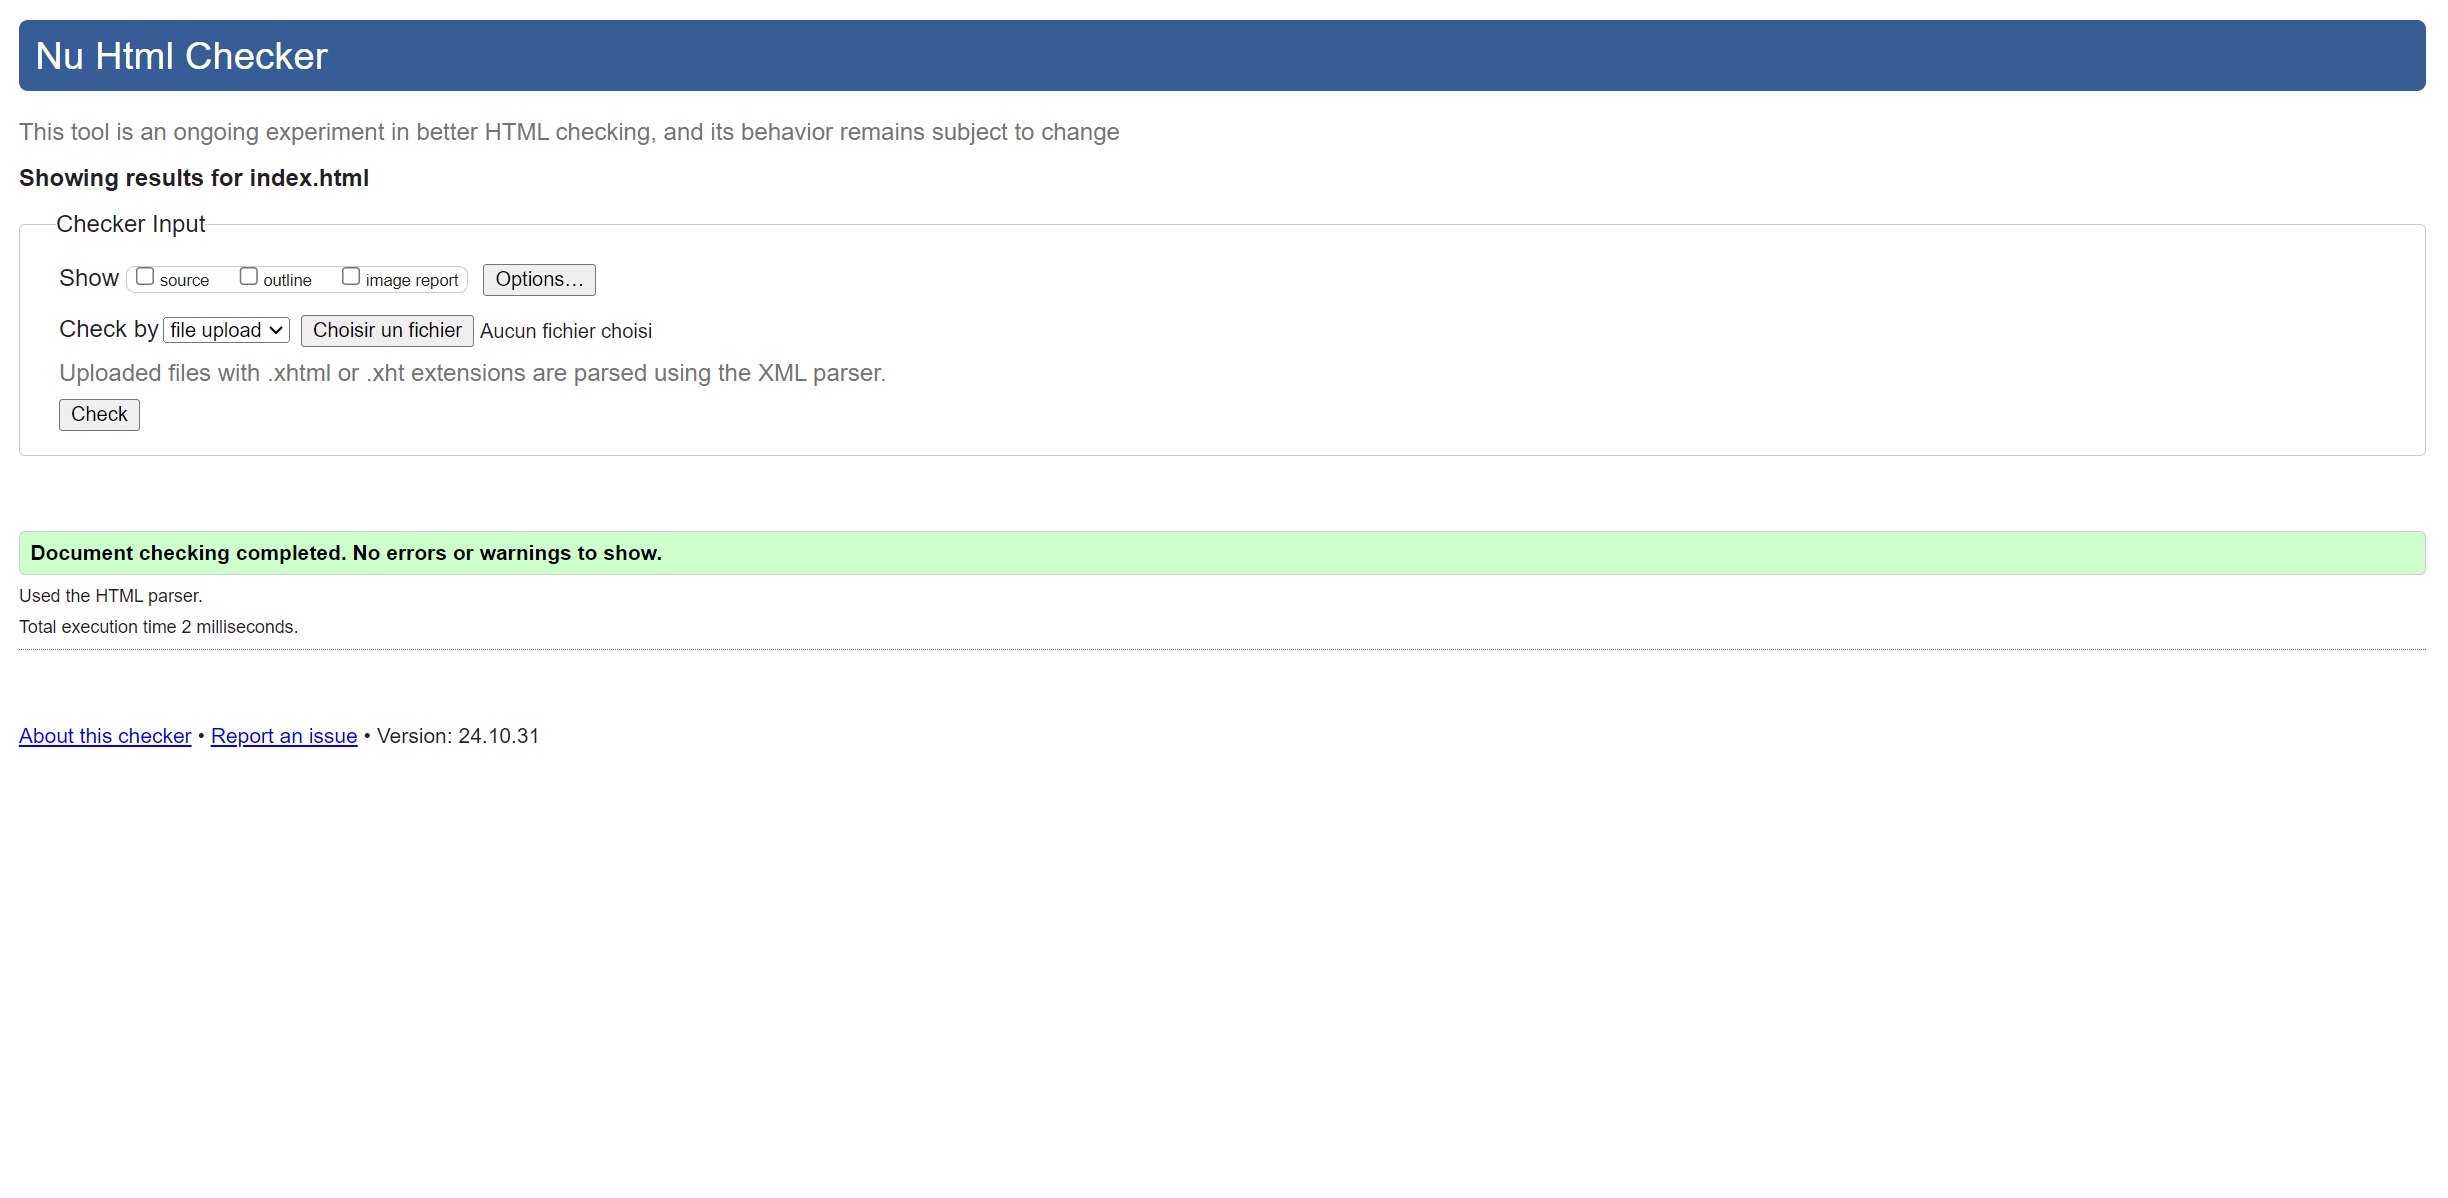 Nu Html Checker
This tool is an ongoing experiment in better HTML checking, and its behavior remains subject to change
Showing results for index.html
Checker Input
Show source outline image report Options...
Check by file upload Choisir un fichier Aucun fichier choisi
Uploaded files with .xhtml or .xht extensions are parsed using the XML parser.
Check
Document checking completed. No errors or warnings to show.
Used the HTML parser.
Total execution time 2 milliseconds.
About this checker • Report an issue • Version: 24.10.31